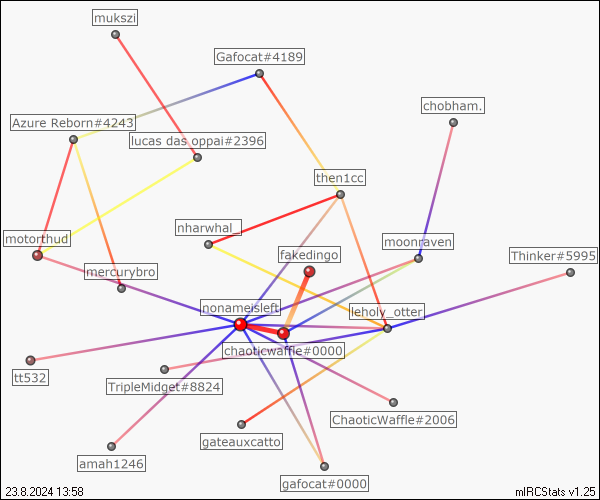 mukszi
Gafocat#4189
chobham.
Azure Reborn#4243
lucas das oppai#2396
then1cc
nharwhal_
motorthud
moonraven
fakedingo
Thinker#5995
mercurybro
nonameisleft
leholy_otter
chaoticwaffle#0000
tt532
TripleMidget#8824
ChaoticWaffle#2006
gateauxcatto
amah1246
gafocat#0000
23.8.2024 13:58
mIRCStats v1.25